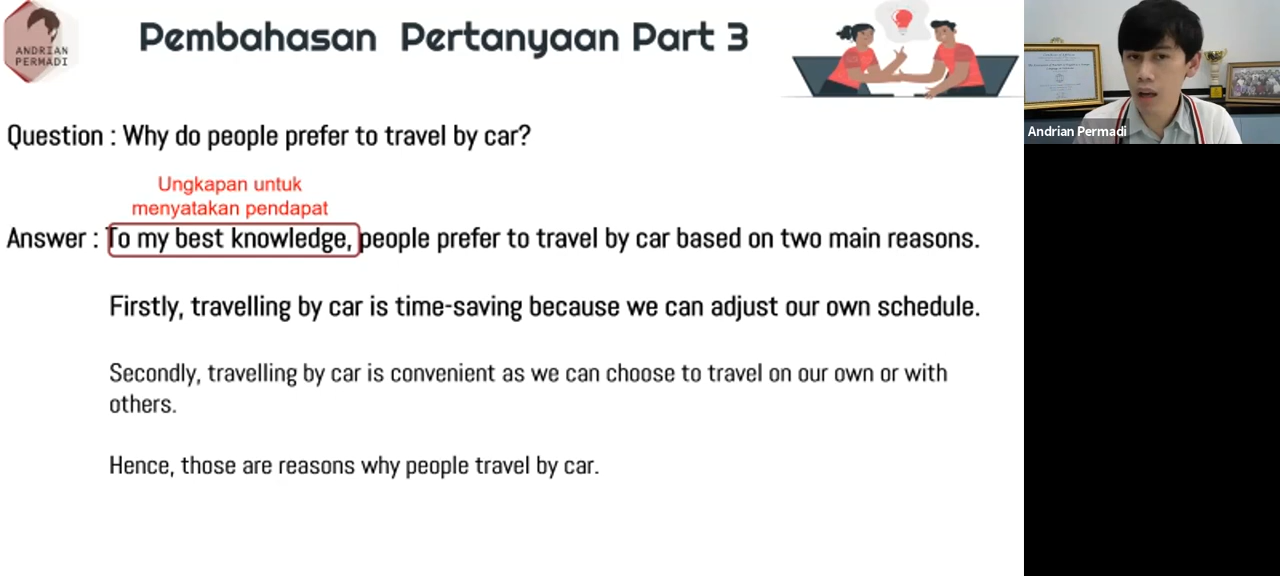 ANDRIAN
PERMADI
Pembahasan Pertanyaan Part 3
Andrian Permadi
Question : Why do people prefer to travel by car?
Ungkapan untuk
menyatakan pendapat
Answer : To my best knowledge, people prefer to travel by car based on two main reasons.
Firstly, travelling by car is time-saving because we can adjust our own schedule.
Secondly, travelling by car is convenient as we can choose to travel on our own or with
others.
Hence, those are reasons why people travel by car.